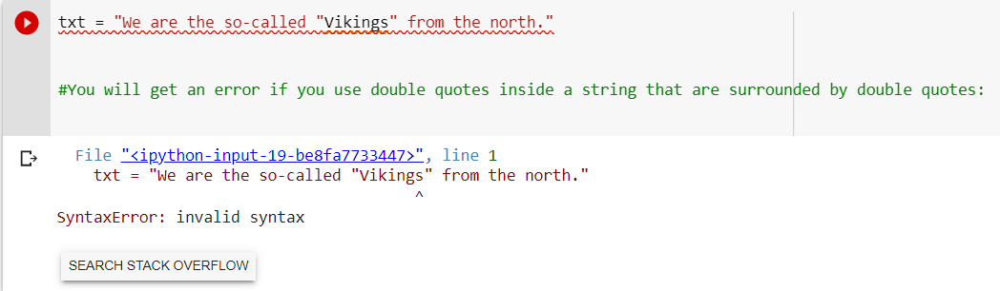 txt = "We are the so-called "Vikings" from the north."
#You will get an error if you use double quotes inside a string that are surrounded by double quotes:
File "<ipython-input-19-be8fa7733447>", line 1
txt = "We are the so-called "Vikings" from the north."
^
SyntaxError: invalid syntax
SEARCH STACK OVERFLOW